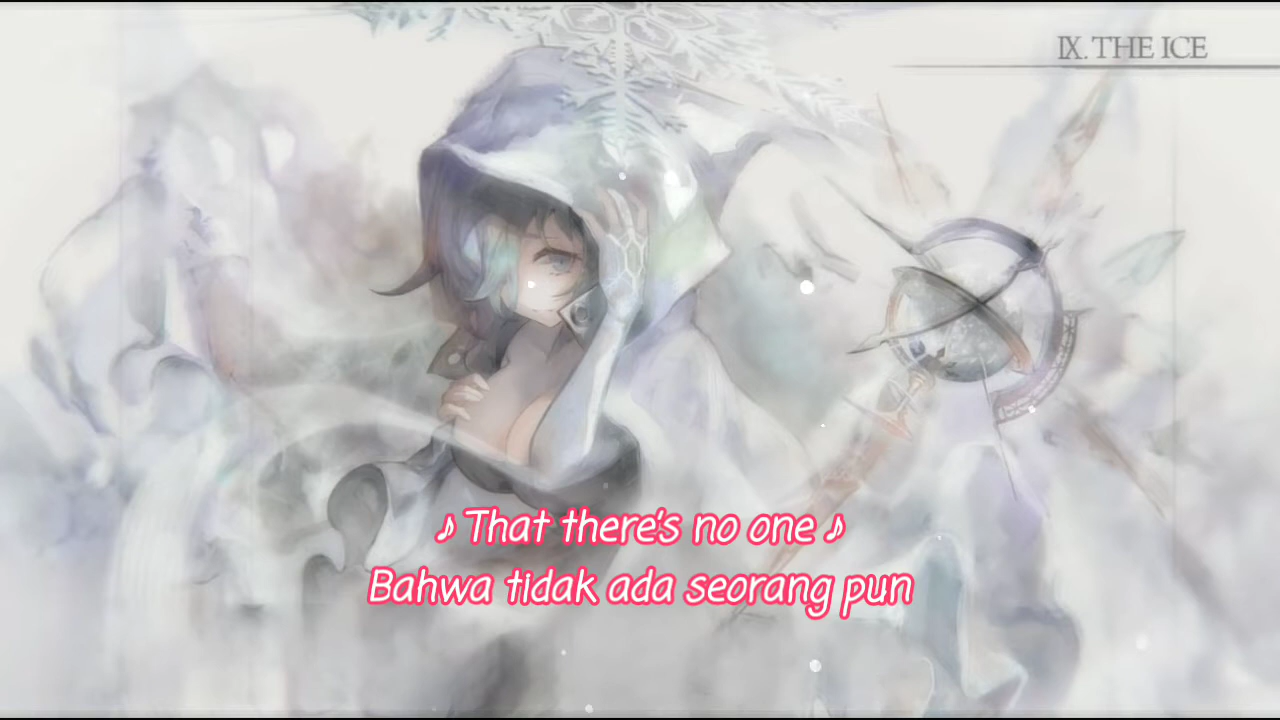 IX. THE ICE
♪ That there's no one ♪
Bahwa tidak ada seorang pun